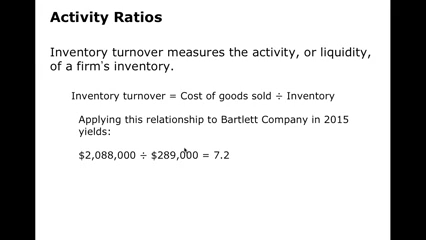 Activity Ratios
Inventory turnover measures the activity, or liquidity,
of a firm's inventory.
Inventory turnover = Cost of goods sold ÷ Inventory
Applying this relationship to Bartlett Company in 2015
yields:
$2,088,000 ÷ $289,000 = 7.2